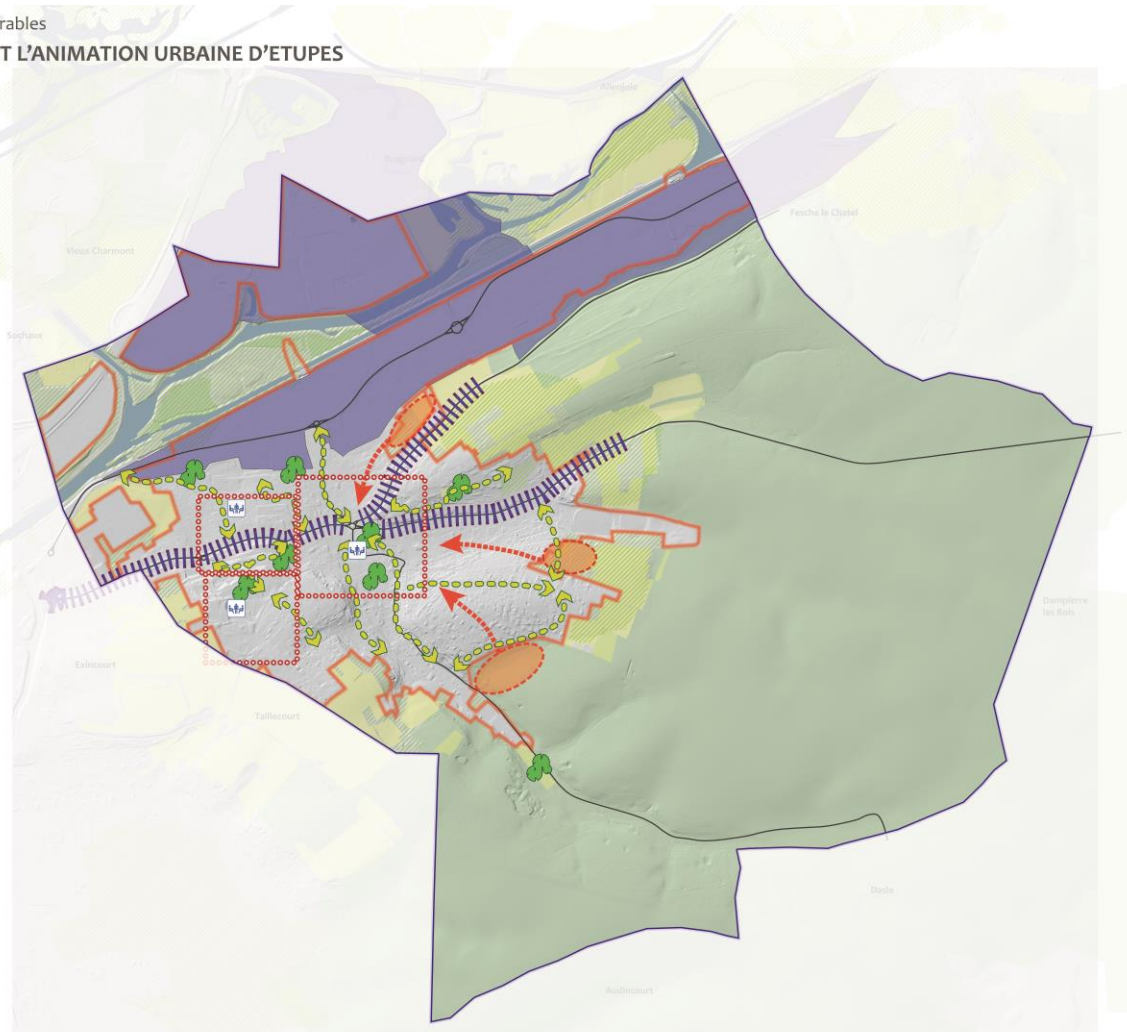 rables
T L'ANIMATION URBAINE D'ETUPES
Allenjoie
Vieux Charmont
Fesche le Chatel
Sochaux
Dampierre
les Bois
Exincourt
Taillecourt
Dasle
Audincourt